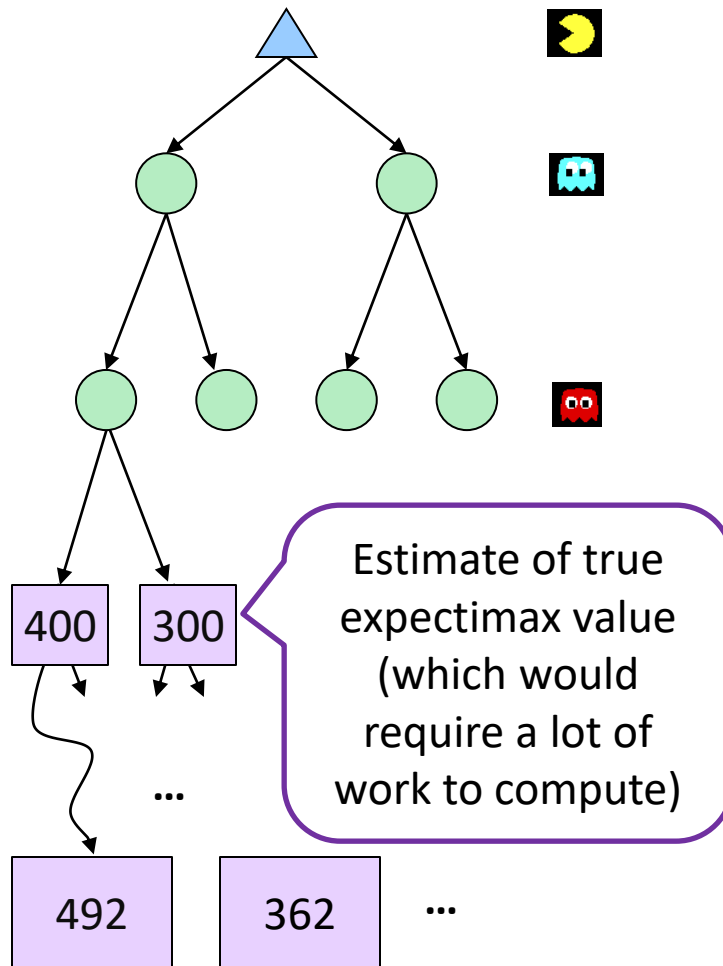 400
300
Estimate of true
expectimax value
(which would
require a lot of
work to compute)
...
492
362
...